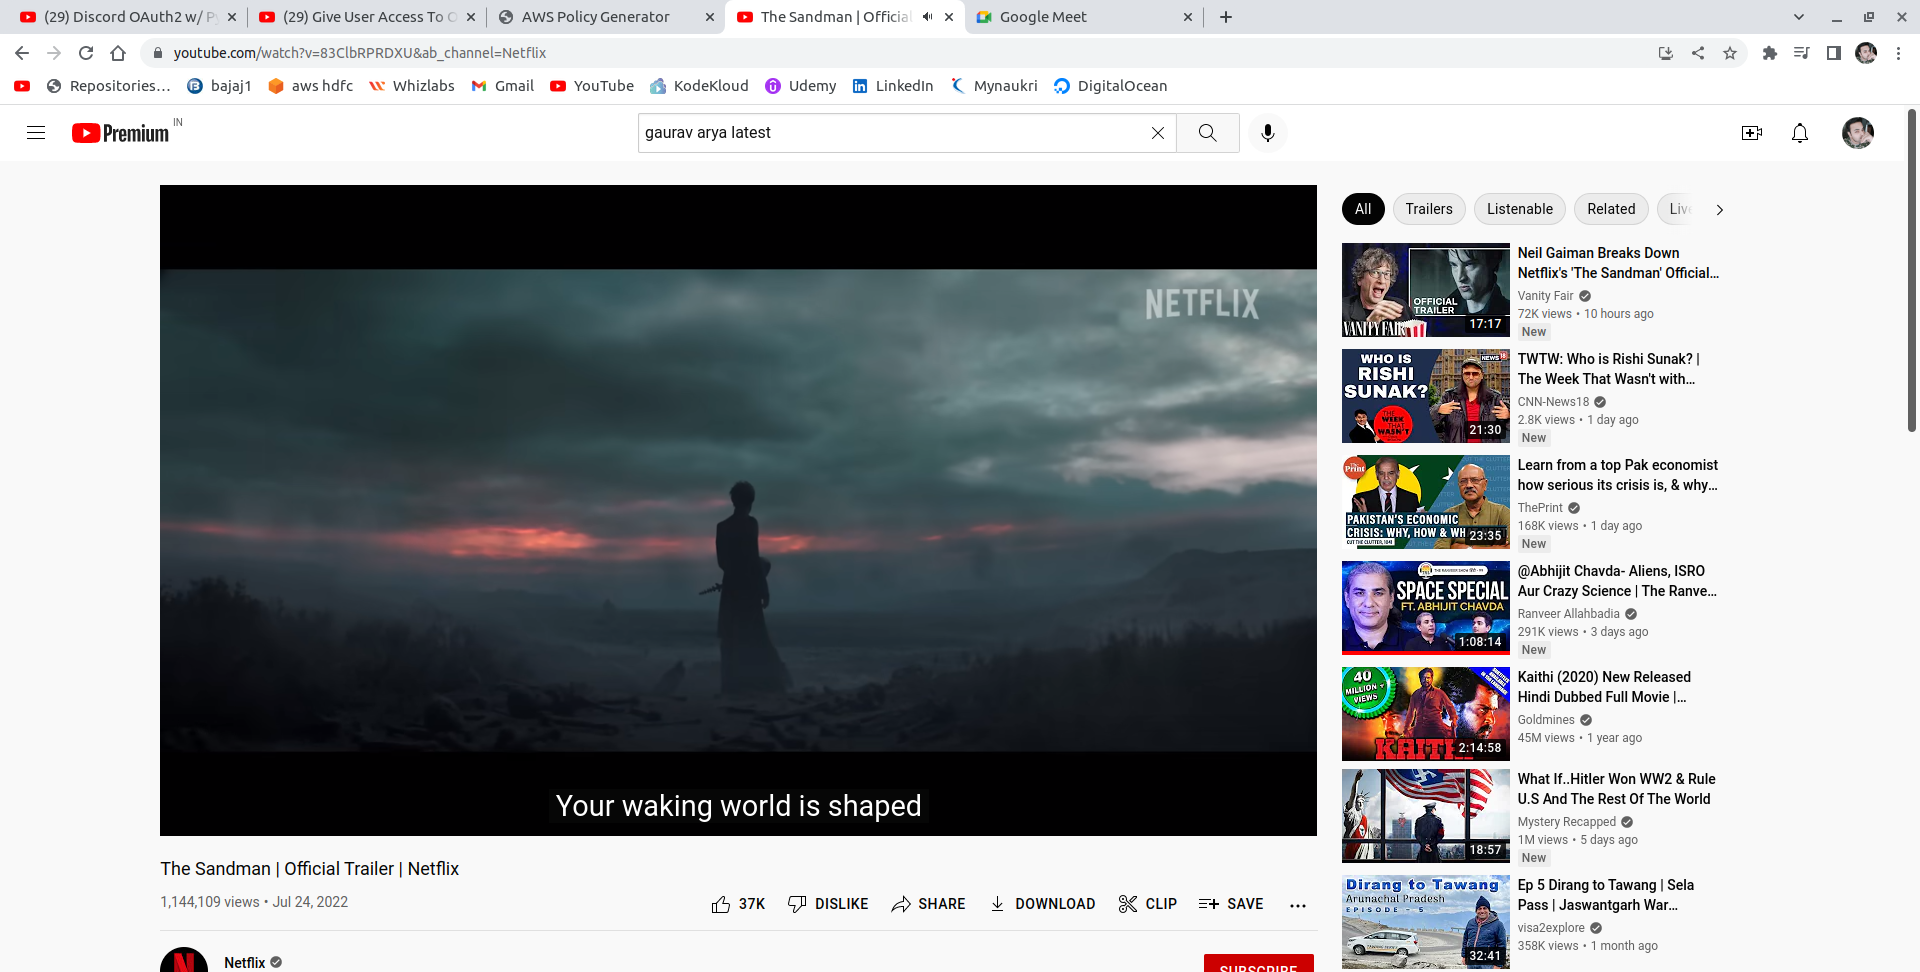 (29) Discord OAuth2 w/ Py
(29) Give User Access To O
AWS Policy Generator
The Sandman | Official
Google Meet
youtube.com/watch?v=83ClbRPRDXU&ab_channel=Netflix
Repositories...
bajaj1
aws hdfc
Whizlabs
Gmail
YouTube
KodeKloud
Udemy
LinkedIn
Mynaukri
DigitalOcean
Premium IN
gaurav arya latest
NETFLIX
Your waking world is shaped
The Sandman | Official Trailer | Netflix
1,144,109 views • Jul 24, 2022
37K
DISLIKE
SHARE
DOWNLOAD
CLIP
SAVE
Netflix
SUBSCRIBE
All
Trailers
Listenable
Related
Live
OFFICIAL
TRAILER
VANITY FAIR
17:17
Neil Gaiman Breaks Down
Netflix's 'The Sandman' Official...
Vanity Fair
72K views • 10 hours ago
New
WHO IS
RISHI
SUNAK?
NEWS18
THE
WEEK
THAT
WASN'T
21:30
TWTW: Who is Rishi Sunak? |
The Week That Wasn't with...
CNN-News18
2.8K views • 1 day ago
New
ThePrint
PAKISTAN'S ECONOMIC
CRISIS: WHY, HOW & WH
23:35
Learn from a top Pak economist
how serious its crisis is, & why...
ThePrint
168K views • 1 day ago
New
SPACE SPECIAL
FT. ABHIJIT CHAVDA
1:08:14
@Abhijit Chavda- Aliens, ISRO
Aur Crazy Science | The Ranve...
Ranveer Allahbadia
291K views • 3 days ago
New
40
MILLION +
VIEWS
KAITHI
2:14:58
Kaithi (2020) New Released
Hindi Dubbed Full Movie |...
Goldmines
45M views • 1 year ago
18:57
What If..Hitler Won WW2 & Rule
U.S And The Rest Of The World
Mystery Recapped
1M views • 5 days ago
New
Dirang to Tawang
Arunachal Pradesh
EPISODE - 5
32:41
Ep 5 Dirang to Tawang | Sela
Pass | Jaswantgarh War...
visa2explore
358K views • 1 month ago